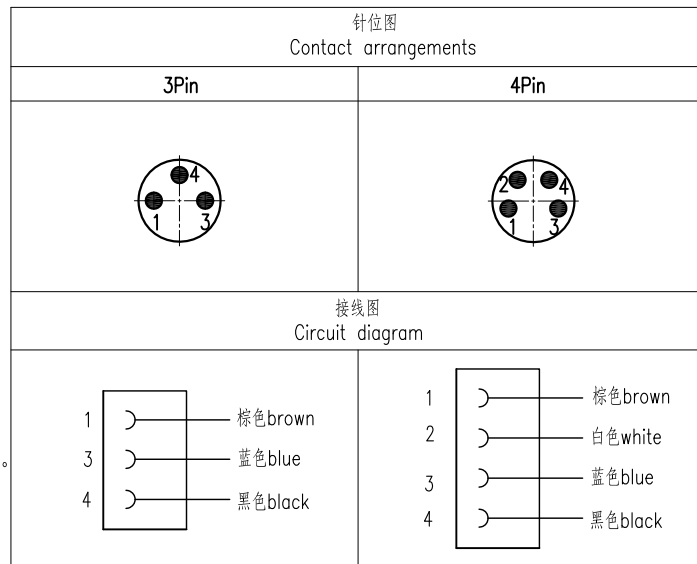 针位图
Contact arrangements
3Pin
4Pin
4
1
3
2
4
1
3
接线图
Circuit diagram
1
棕色brown
3
蓝色blue
4
黑色black
1
棕色brown
2
白色white
3
蓝色blue
4
黑色black
。